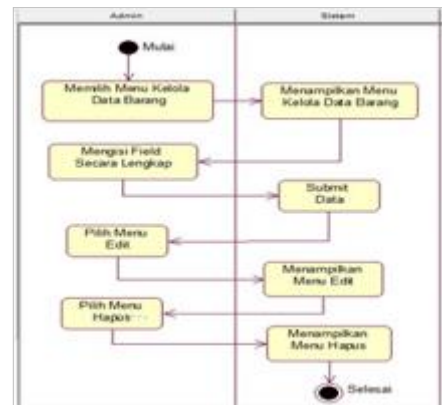 Admin
Sistem
Mulai
Memilih Menu Kelola
Data Barang
Menampilkan Menu
Kelola Data Barang
Mengisi Field
Secara Lengkap
Submit
Data
Pilih Menu
Edit
Menampilkan
Menu Edit
Pilih Menu
Hapus
Menampilkan
Menu Hapus
Selesai